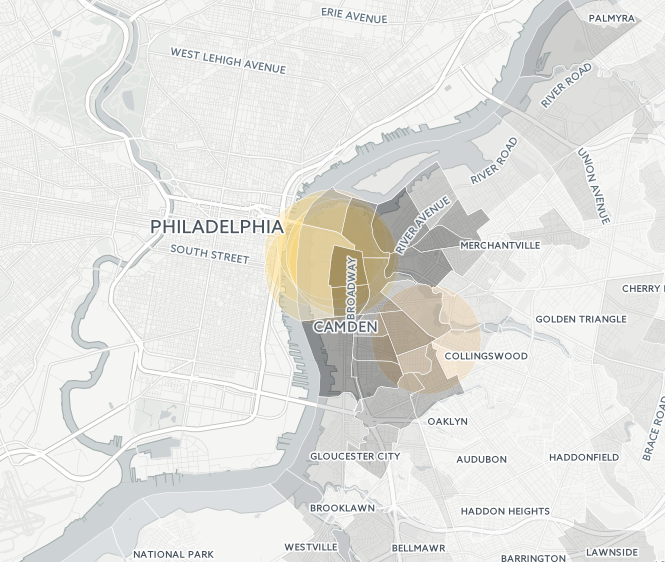 PALMYRA
ERIE AVENUE
WEST LEHIGH AVENUE
RIVER ROAD
RIVER ROAD
UNION AVENUE
RIVER AVENUE
PHILADELPHIA
MERCHANTVILLE
SOUTH STREET
BROADWAY
CHERRY
GOLDEN TRIANGLE
CAMDEN
COLLINGSWOOD
BRACE ROAD
OAKLYN
GLOUCESTER CITY
AUDUBON
HADDONFIELD
BROOKLAWN
HADDON HEIGHTS
WESTVILLE
BELLMAWR
NATIONAL PARK
BARRINGTON
LAWNSIDE